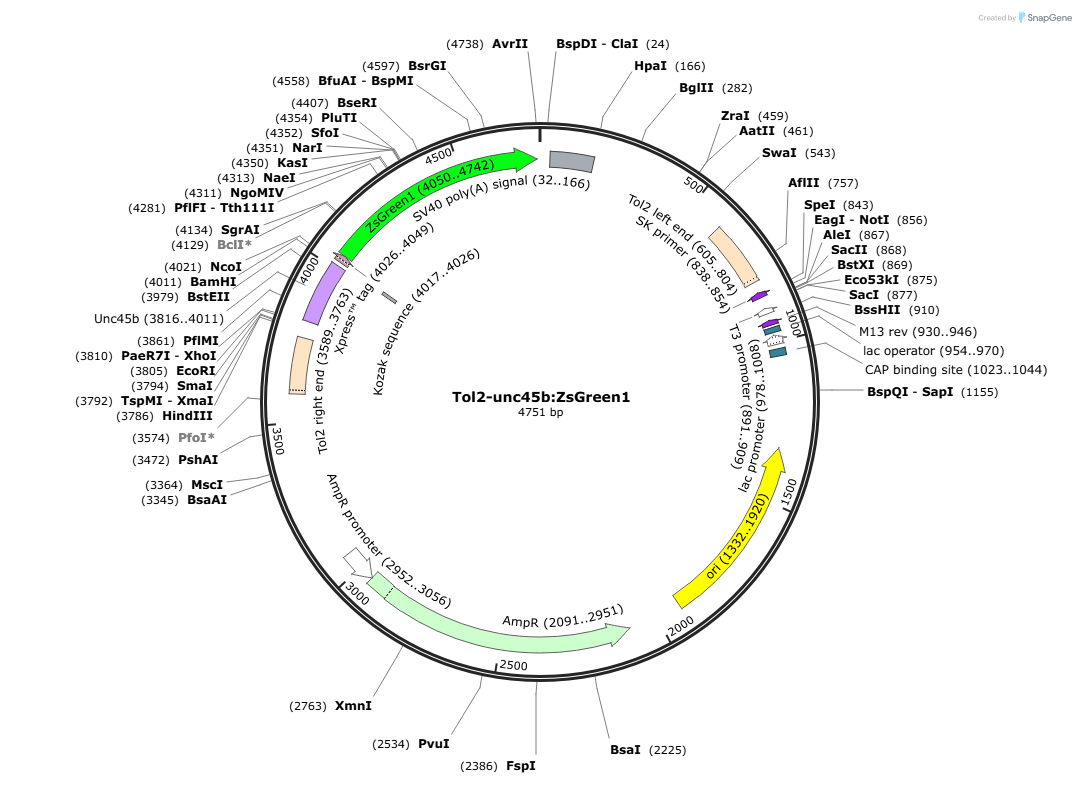 Created by SnapGene
(4738) AvrII
BspDI - ClaI (24)
(4597) BsrGI
HpaI (166)
(4558) BfuAI - BspMI
BglII (282)
(4407) BseRI
(4354) PluTI
ZraI (459)
(4352) SfoI
AatII (461)
(4351) NarI
SwaI (543)
(4350) KasI
(4313) NaeI
AflII (757)
(4311) NgoMIV
SpeI (843)
(4281) PflFI - Tth111I
EagI - NotI (856)
(4134) SgrAI
AleI (867)
(4129) BclI*
SacII (868)
(4021) NcoI
BstXI (869)
(4011) BamHI
Eco53kI (875)
(3979) BstEII
SacI (877)
Unc45b (3816..4011)
BssHII (910)
(3861) PflMI
M13 rev (930..946)
(3810) PaeR7I - XhoI
lac operator (954..970)
(3805) EcoRI
CAP binding site (1023..1044)
(3794) SmaI
BspQI - SapI (1155)
(3792) TspMI - XmaI
(3786) HindIII
(3574) PfoI*
(3472) PshAI
(3364) MscI
(3345) BsaAI
(2763) XmnI
(2534) PvuI
(2386) FspI
BsaI (2225)
500
1000
1500
2000
2500
3000
3500
4000
4500
ZsGreen1 (4050..4742)
SV40 poly(A) signal (32..166)
Tol2 left end (605..804)
SK primer (838..854)
T3 promoter (891..909)
lac promoter (978..1008)
ori (1332..1920)
AmpR (2091..2951)
AmpR promoter (2952..3056)
Tol2 right end (3589..3763)
Xpress™ tag (4026..4049)
Kozak sequence (4017..4026)
Tol2-unc45b:ZsGreen1
4751 bp